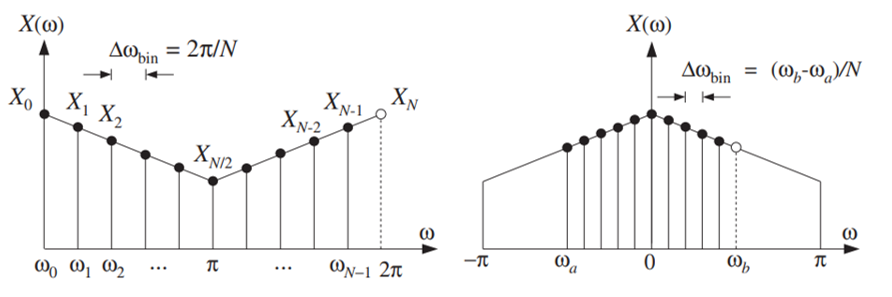 X(ω)
Δω_bin = 2π/N
X_0
X_1
X_2
X_N/2
X_N-2
X_N-1
X_N
ω
ω_0 ω_1 ω_2 ... π ... ω_N−1 2π
X(ω)
Δω_bin = (ω_b-ω_a)/N
ω
−π ω_a 0 ω_b π